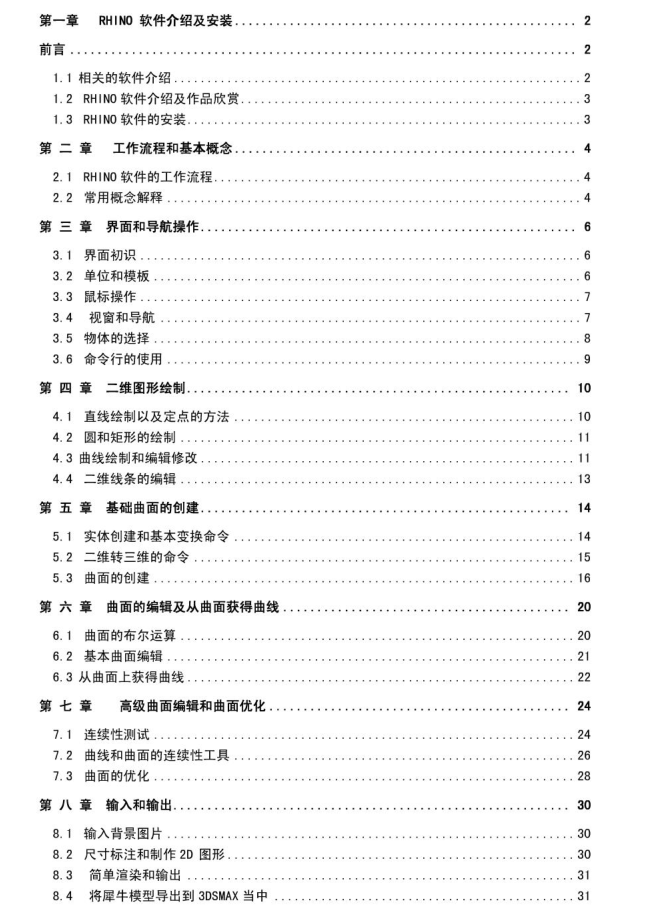 第一章 RHINO 软件介绍及安装 2
前言 2
1.1 相关的软件介绍 2
1.2 RHINO 软件介绍及作品欣赏 3
1.3 RHINO 软件的安装 3
第 二 章 工作流程和基本概念 4
2.1 RHINO 软件的工作流程 4
2.2 常用概念解释 4
第 三 章 界面和导航操作 6
3.1 界面初识 6
3.2 单位和模板 6
3.3 鼠标操作 7
3.4 视窗和导航 7
3.5 物体的选择 8
3.6 命令行的使用 9
第 四 章 二维图形绘制 10
4.1 直线绘制以及定点的方法 10
4.2 圆和矩形的绘制 11
4.3 曲线绘制和编辑修改 11
4.4 二维线条的编辑 13
第 五 章 基础曲面的创建 14
5.1 实体创建和基本变换命令 14
5.2 二维转三维的命令 15
5.3 曲面的创建 16
第 六 章 曲面的编辑及从曲面获得曲线 20
6.1 曲面的布尔运算 20
6.2 基本曲面编辑 21
6.3 从曲面上获得曲线 22
第 七 章 高级曲面编辑和曲面优化 24
7.1 连续性测试 24
7.2 曲线和曲面的连续性工具 26
7.3 曲面的优化 28
第 八 章 输入和输出 30
8.1 输入背景图片 30
8.2 尺寸标注和制作 2D 图形 30
8.3 简单渲染和输出 31
8.4 将犀牛模型导出到 3DSMAX 当中 31